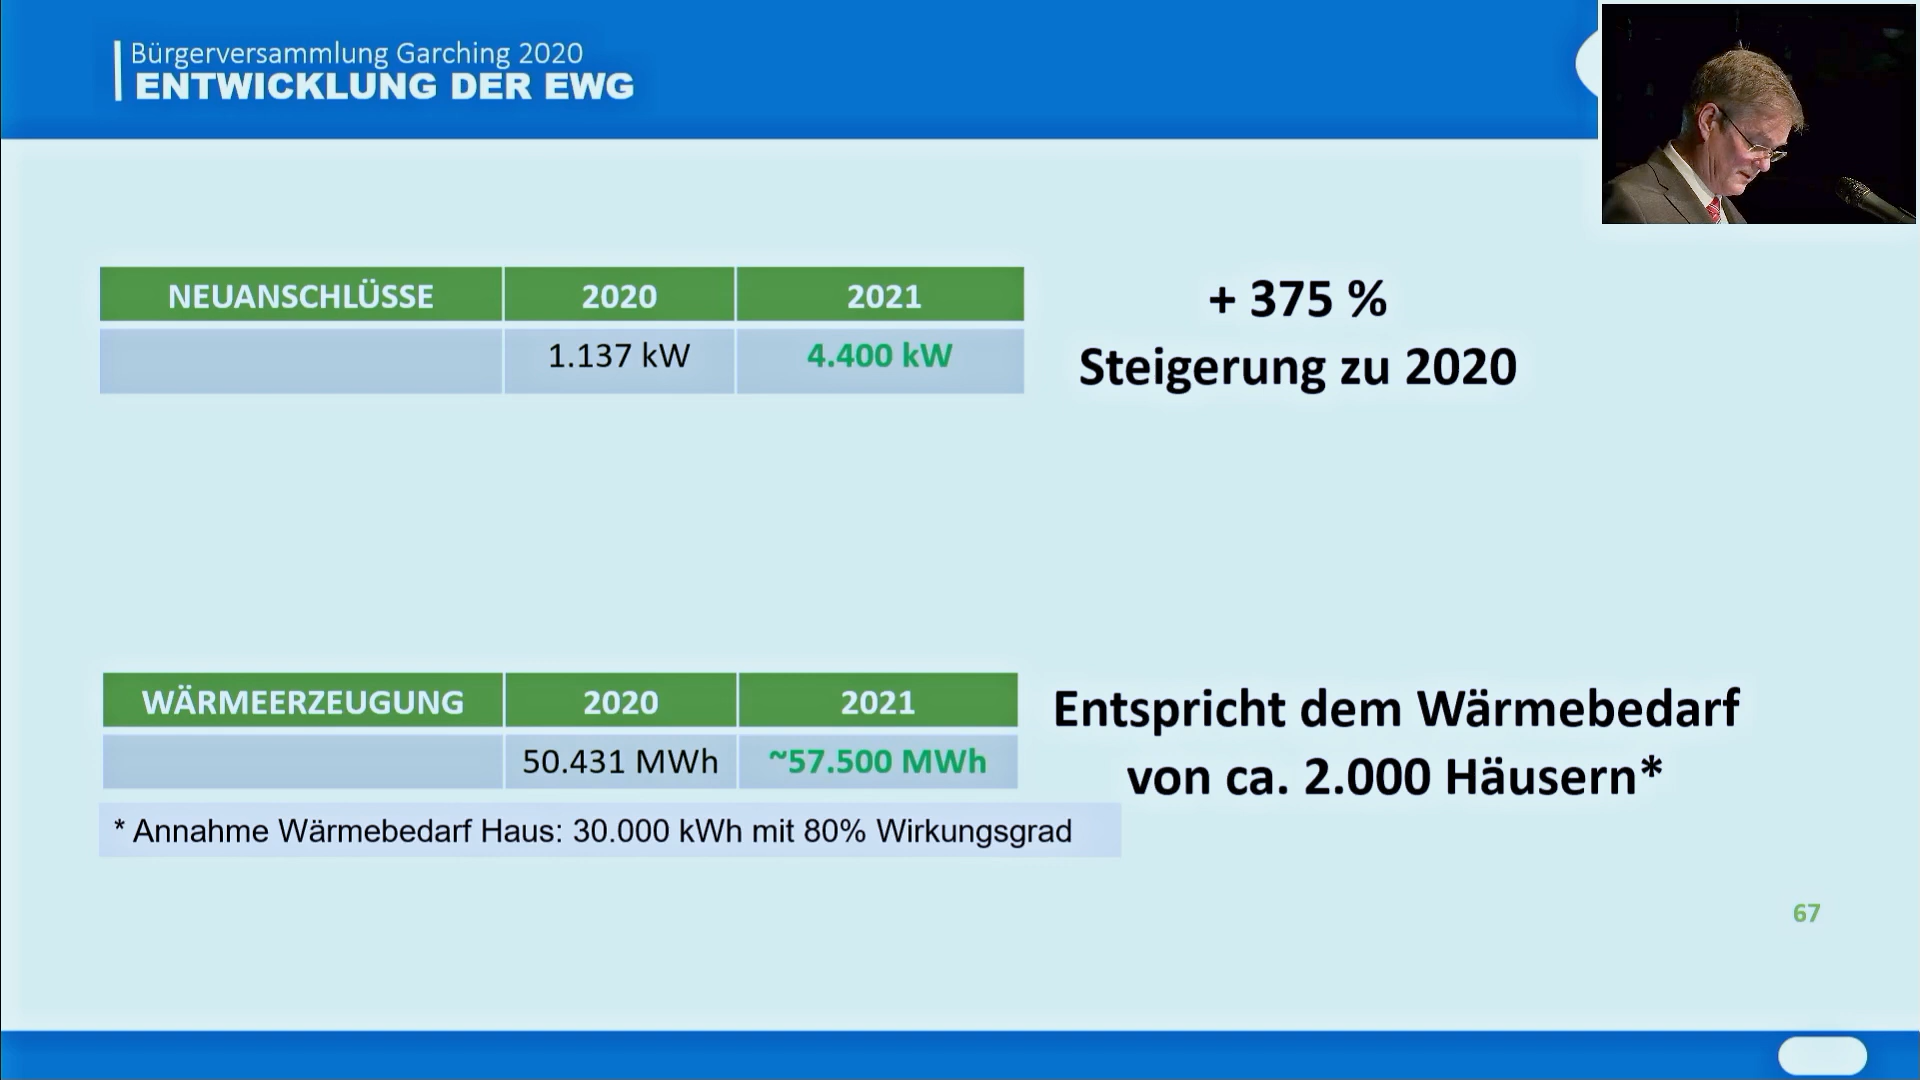 Bürgerversammlung Garching 2020
ENTWICKLUNG DER EWG
NEUANSCHLÜSSE 2020 2021
1.137 kW 4.400 kW
+ 375 %
Steigerung zu 2020
WÄRMEERZEUGUNG 2020 2021
50.431 MWh ~57.500 MWh
Entspricht dem Wärmebedarf
von ca. 2.000 Häusern*
* Annahme Wärmebedarf Haus: 30.000 kWh mit 80% Wirkungsgrad
67